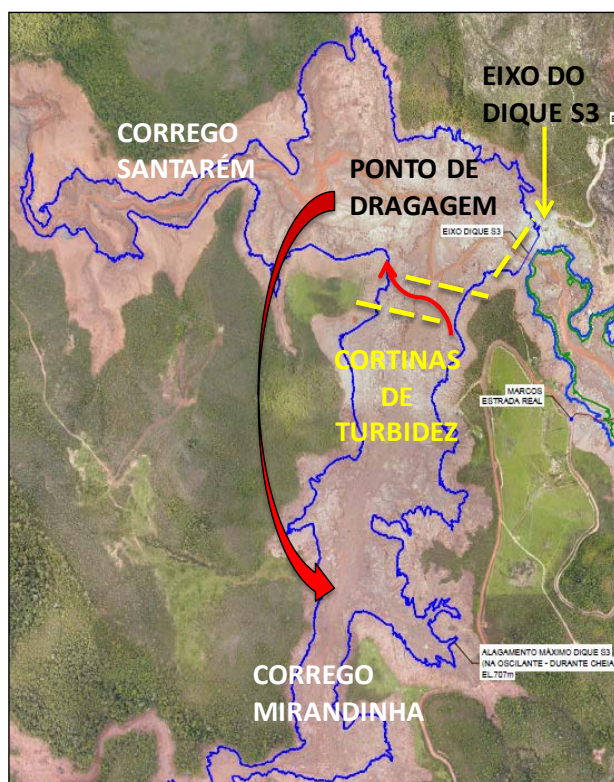 EIXO DO
DIQUE S3
CORREGO
SANTARÉM
PONTO DE
DRAGAGEM
EIXO DIQUE S3
CORTINAS
DE
TURBIDEZ
MARCOS
ESTRADA REAL
ALAGAMENTO MÁXIMO DIQUE S3
(NA OSCILANTE - DURANTE CHEIA
EL.707m
CORREGO
MIRANDINHA